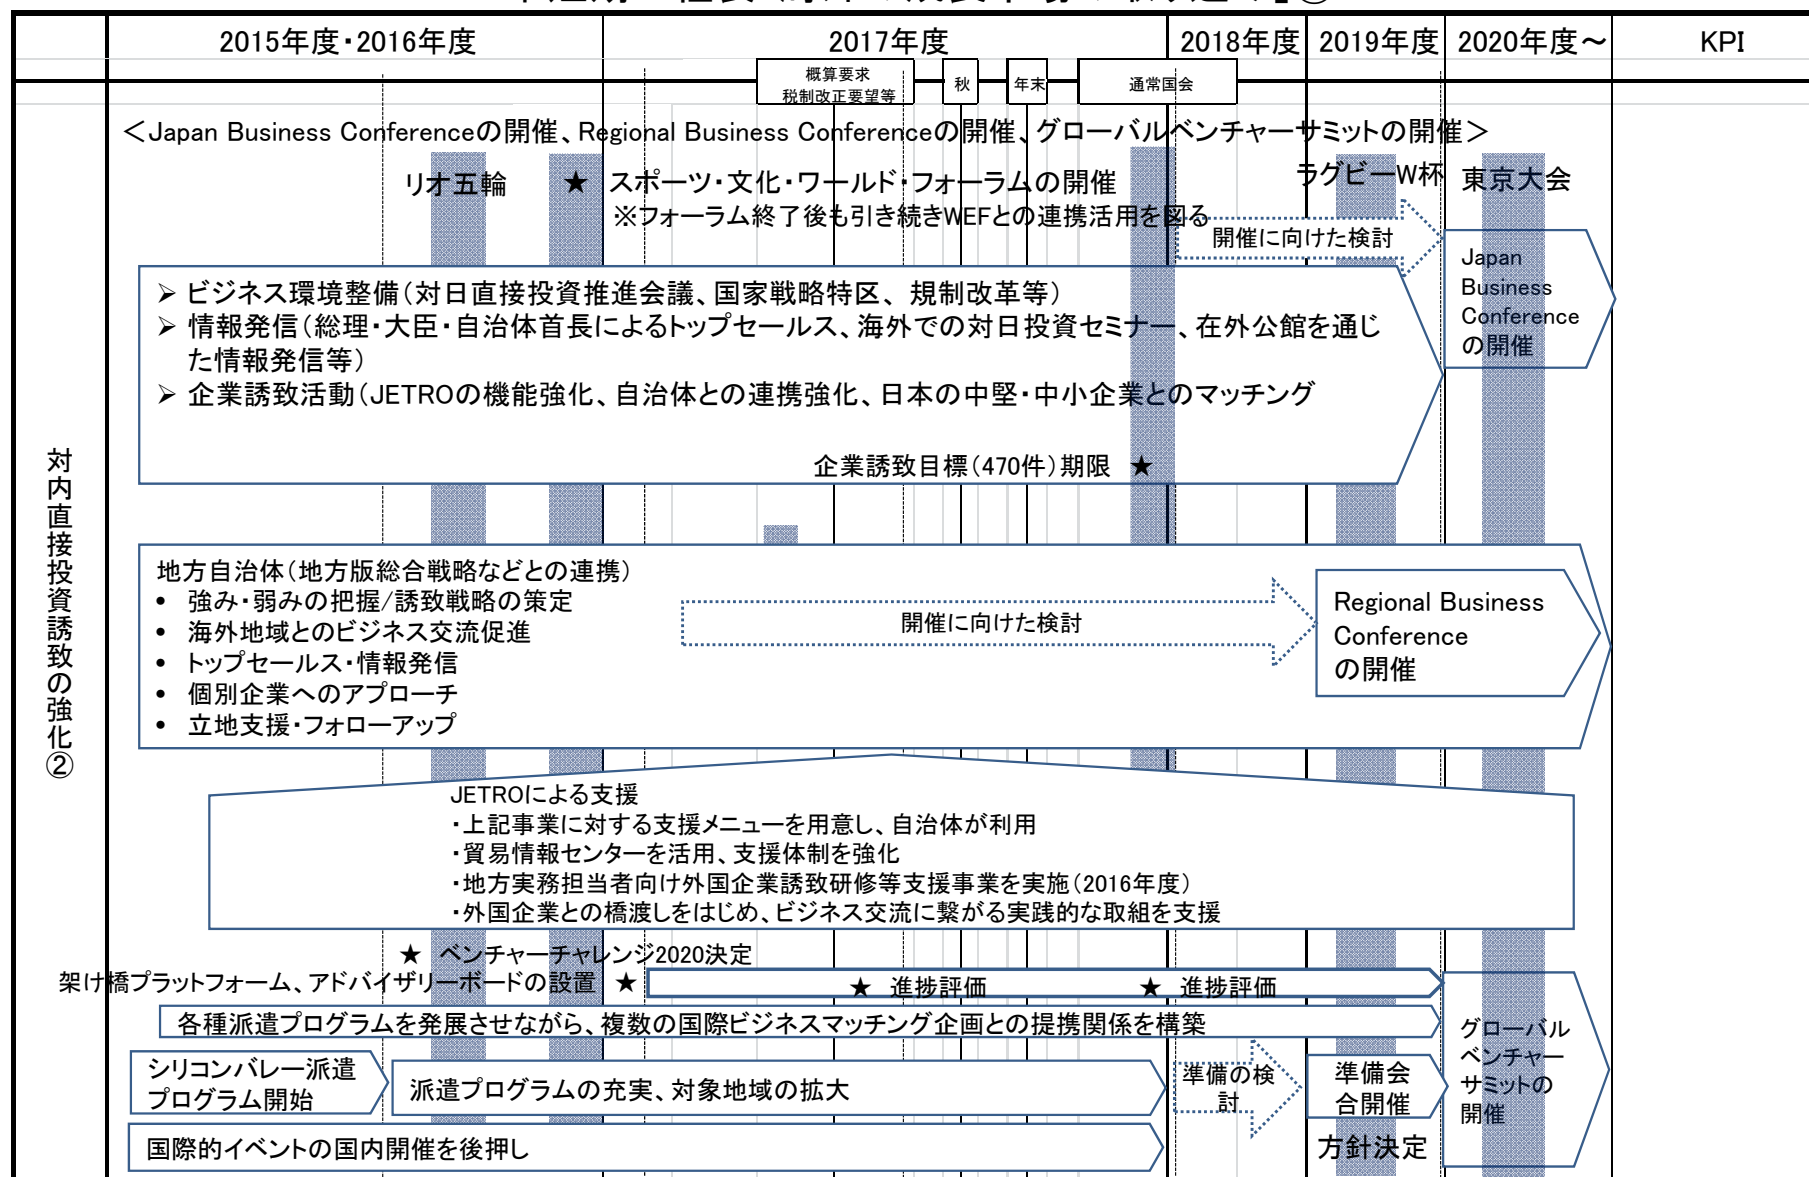 2015年度・2016年度
2017年度
2018年度
2019年度
2020年度～
KPI
概算要求
税制改正要望等
秋
年末
通常国会
＜Japan Business Conferenceの開催、Regional Business Conferenceの開催、グローバルベンチャーサミットの開催＞
リオ五輪
★ スポーツ・文化・ワールド・フォーラムの開催
※フォーラム終了後も引き続きWEFとの連携活用を図る
ラグビーW杯
東京大会
開催に向けた検討
Japan
Business
Conference
の開催
➢ ビジネス環境整備（対日直接投資推進会議、国家戦略特区、規制改革等）
➢ 情報発信（総理・大臣・自治体首長によるトップセールス、海外での対日投資セミナー、在外公館を通じ
た情報発信等）
➢ 企業誘致活動（JETROの機能強化、自治体との連携強化、日本の中堅・中小企業とのマッチング
企業誘致目標（470件）期限 ★
対内直接投資誘致の強化②
地方自治体（地方版総合戦略などとの連携）
• 強み・弱みの把握/誘致戦略の策定
• 海外地域とのビジネス交流促進
• トップセールス・情報発信
• 個別企業へのアプローチ
• 立地支援・フォローアップ
開催に向けた検討
Regional Business
Conference
の開催
JETROによる支援
・上記事業に対する支援メニューを用意し、自治体が利用
・貿易情報センターを活用、支援体制を強化
・地方実務担当者向け外国企業誘致研修等支援事業を実施（2016年度）
・外国企業との橋渡しをはじめ、ビジネス交流に繋がる実践的な取組を支援
★ ベンチャーチャレンジ2020決定
架け橋プラットフォーム、アドバイザリーボードの設置 ★
★ 進捗評価
★ 進捗評価
各種派遣プログラムを発展させながら、複数の国際ビジネスマッチング企画との提携関係を構築
シリコンバレー派遣
プログラム開始
派遣プログラムの充実、対象地域の拡大
準備の検
討
準備会
合開催
方針決定
グローバル
ベンチャー
サミットの
開催
国際的イベントの国内開催を後押し